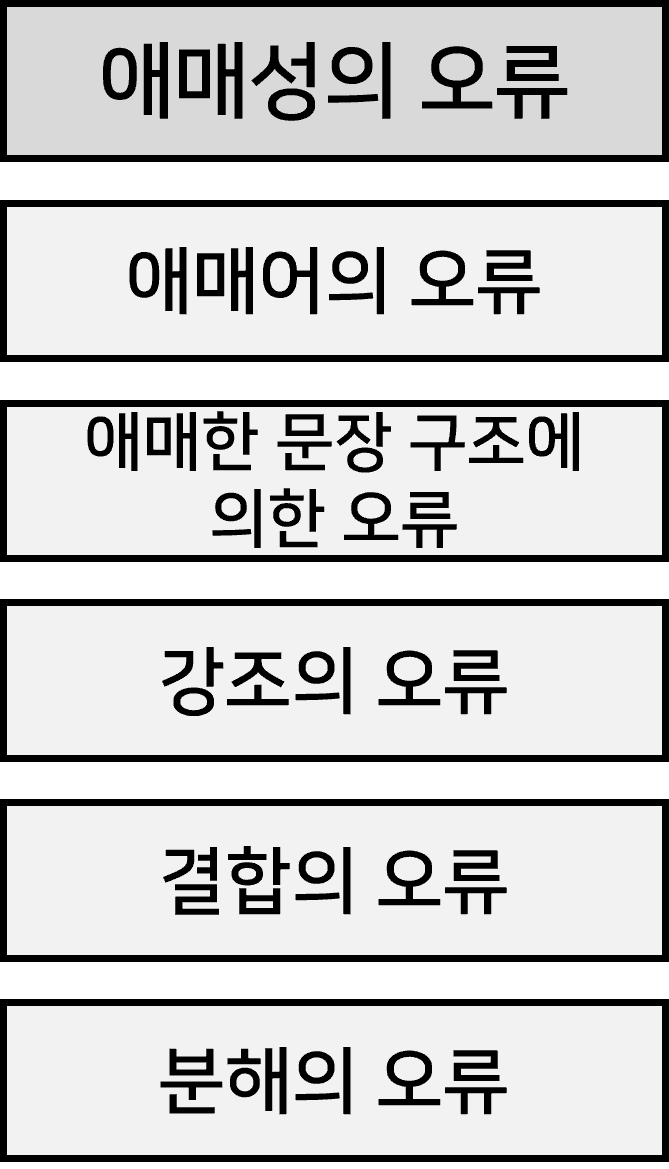 애매성의 오류
애매어의 오류
애매한 문장 구조에
의한 오류
강조의 오류
결합의 오류
분해의 오류